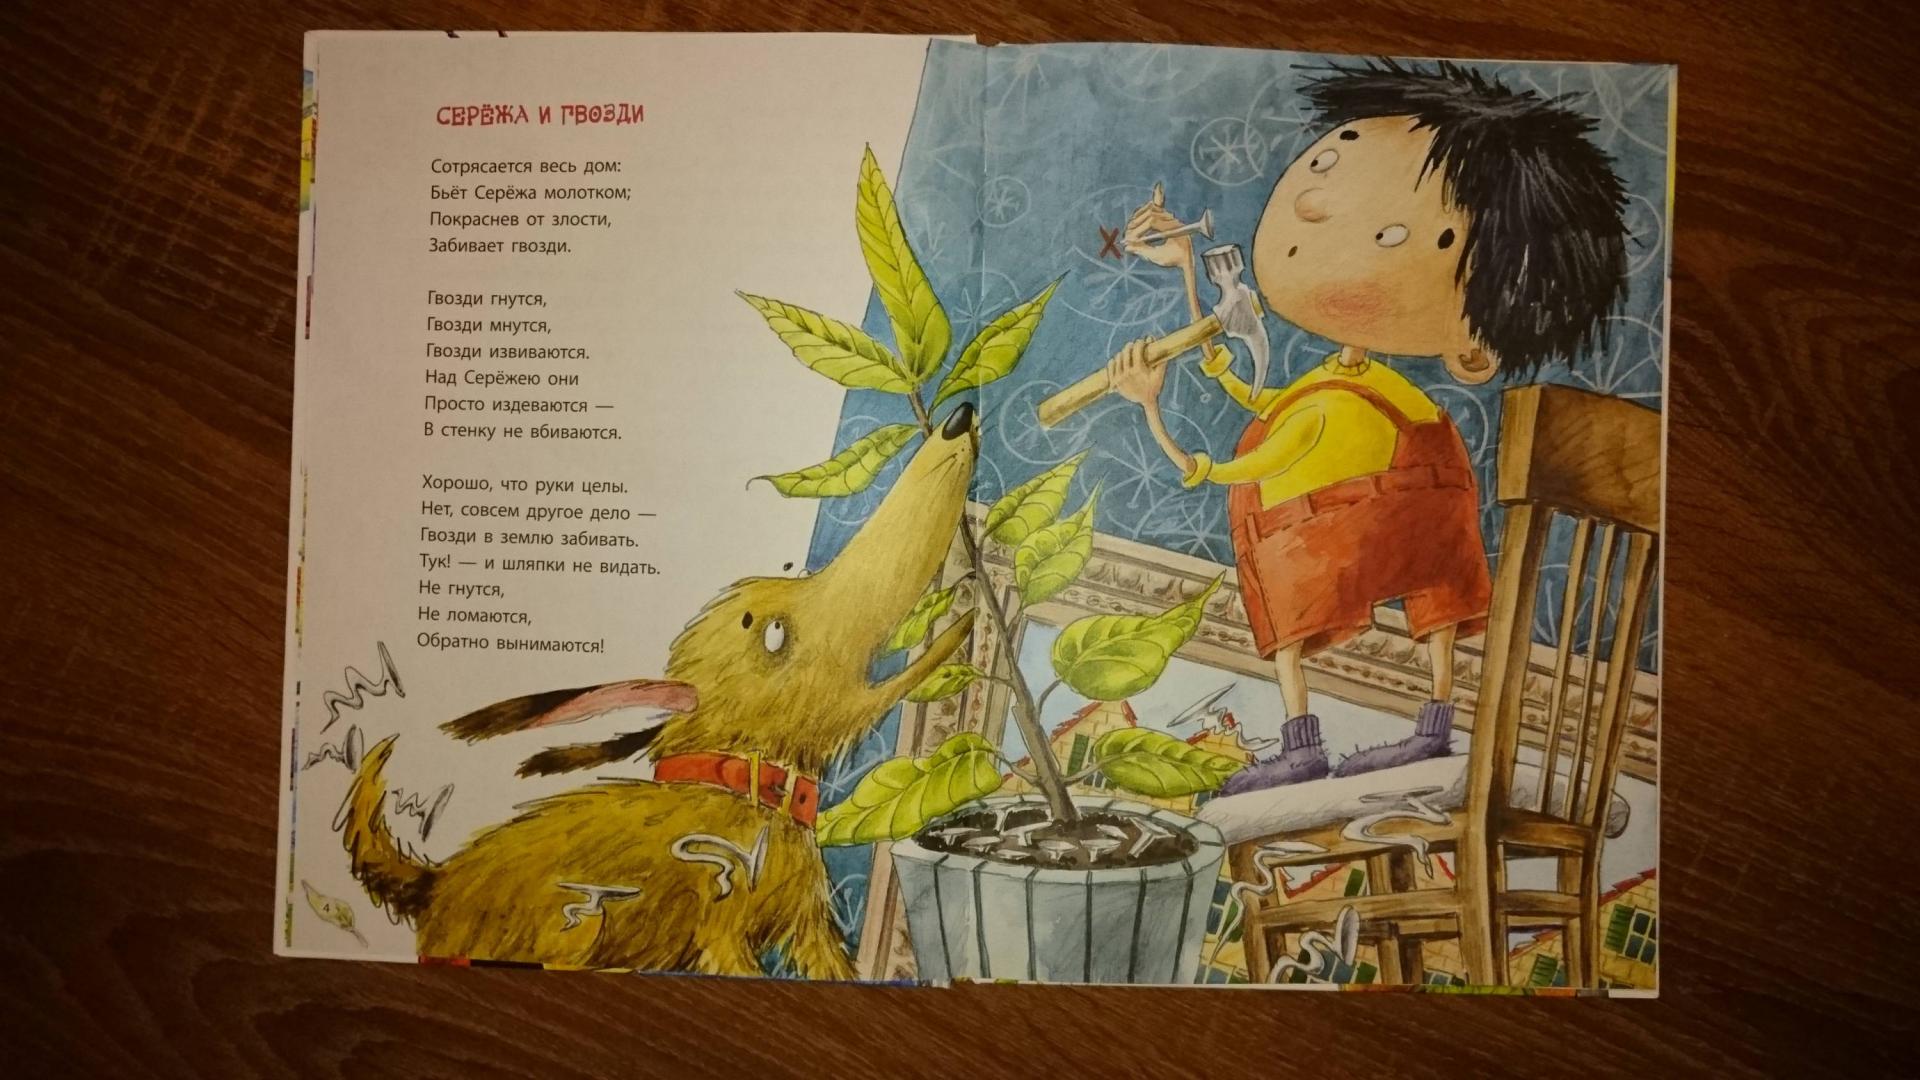 СЕРЁЖА И ГВОЗДИ
Сотрясается весь дом:
Бьёт Серёжа молотком;
Покраснев от злости,
Забивает гвозди.
Гвозди гнутся,
Гвозди мнутся,
Гвозди извиваются.
Над Серёжею они
Просто издеваются —
В стенку не вбиваются.
Хорошо, что руки целы.
Нет, совсем другое дело —
Гвозди в землю забивать.
Тук! — и шляпки не видать.
Не гнутся,
Не ломаются,
Обратно вынимаются!
4